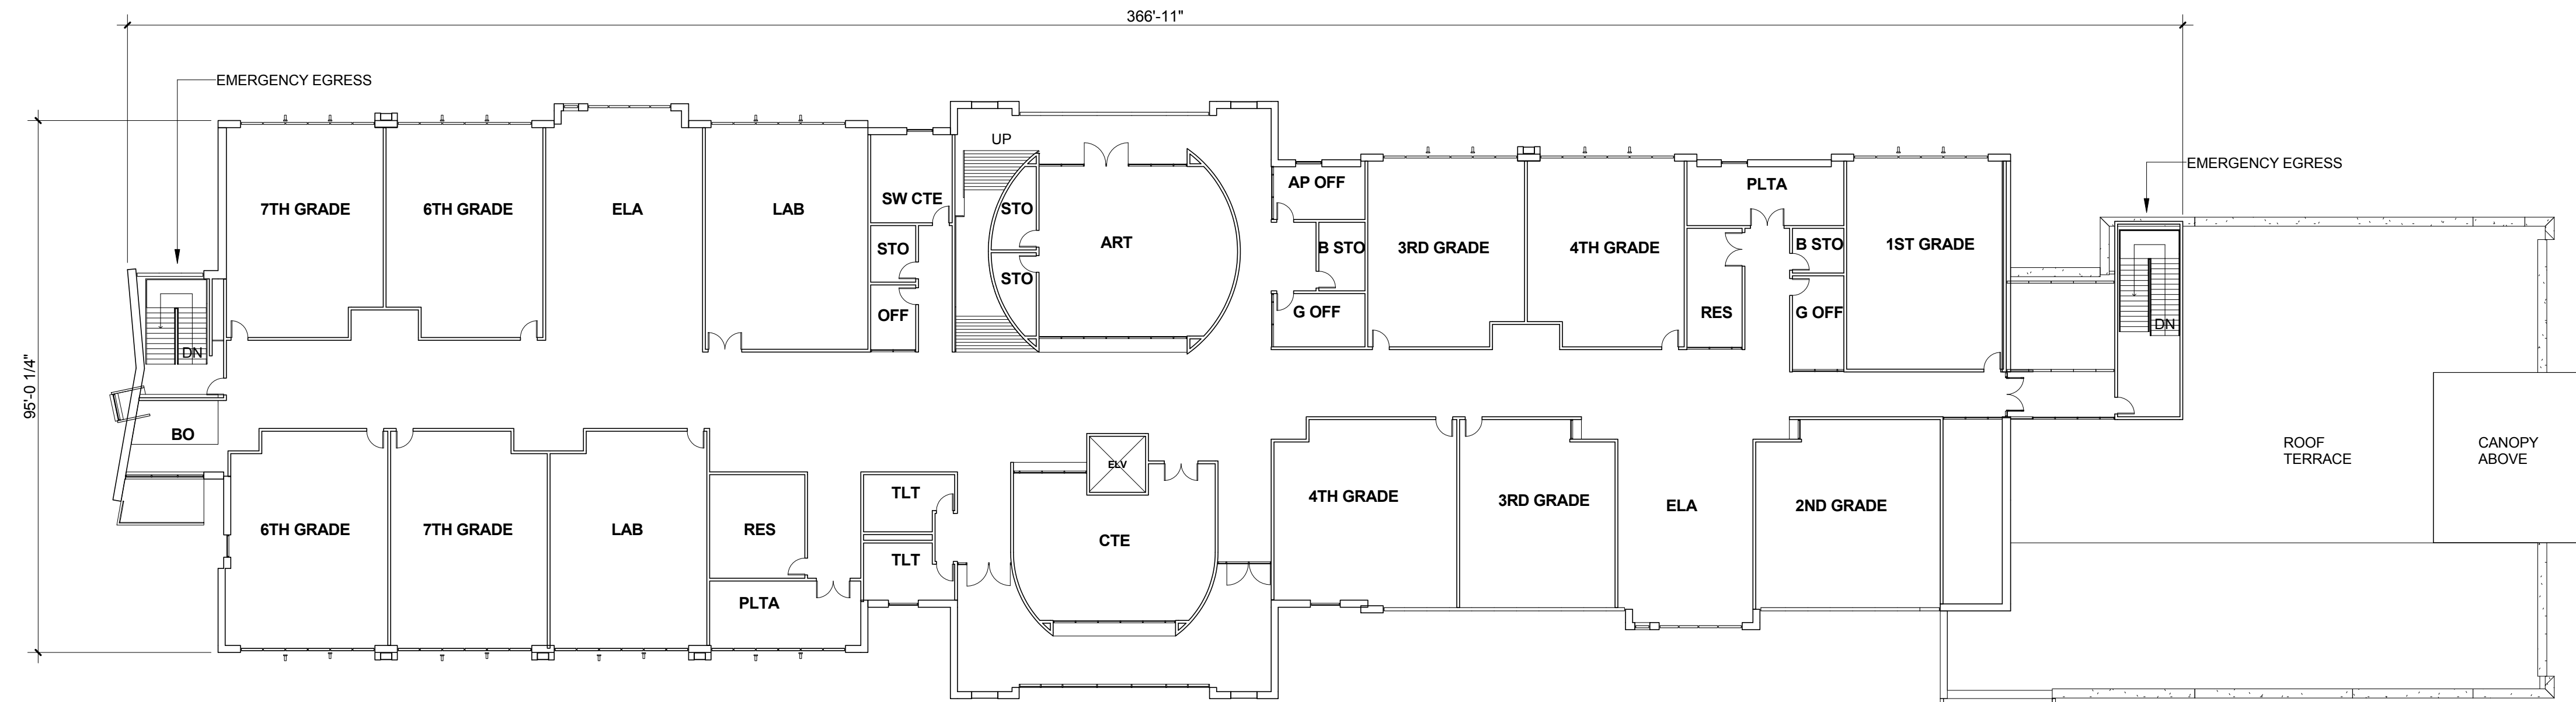 366'-11"
EMERGENCY EGRESS
UP
EMERGENCY EGRESS
AP OFF
PLTA
SW CTE
7TH GRADE
6TH GRADE
ELA
LAB
STO
ART
STO
B STO
3RD GRADE
4TH GRADE
B STO
1ST GRADE
STO
OFF
G OFF
RES
G OFF
DN
DN
95'-0 1/4"
BO
ELV
ROOF
TERRACE
CANOPY
ABOVE
TLT
4TH GRADE
3RD GRADE
ELA
2ND GRADE
6TH GRADE
7TH GRADE
LAB
RES
CTE
TLT
PLTA